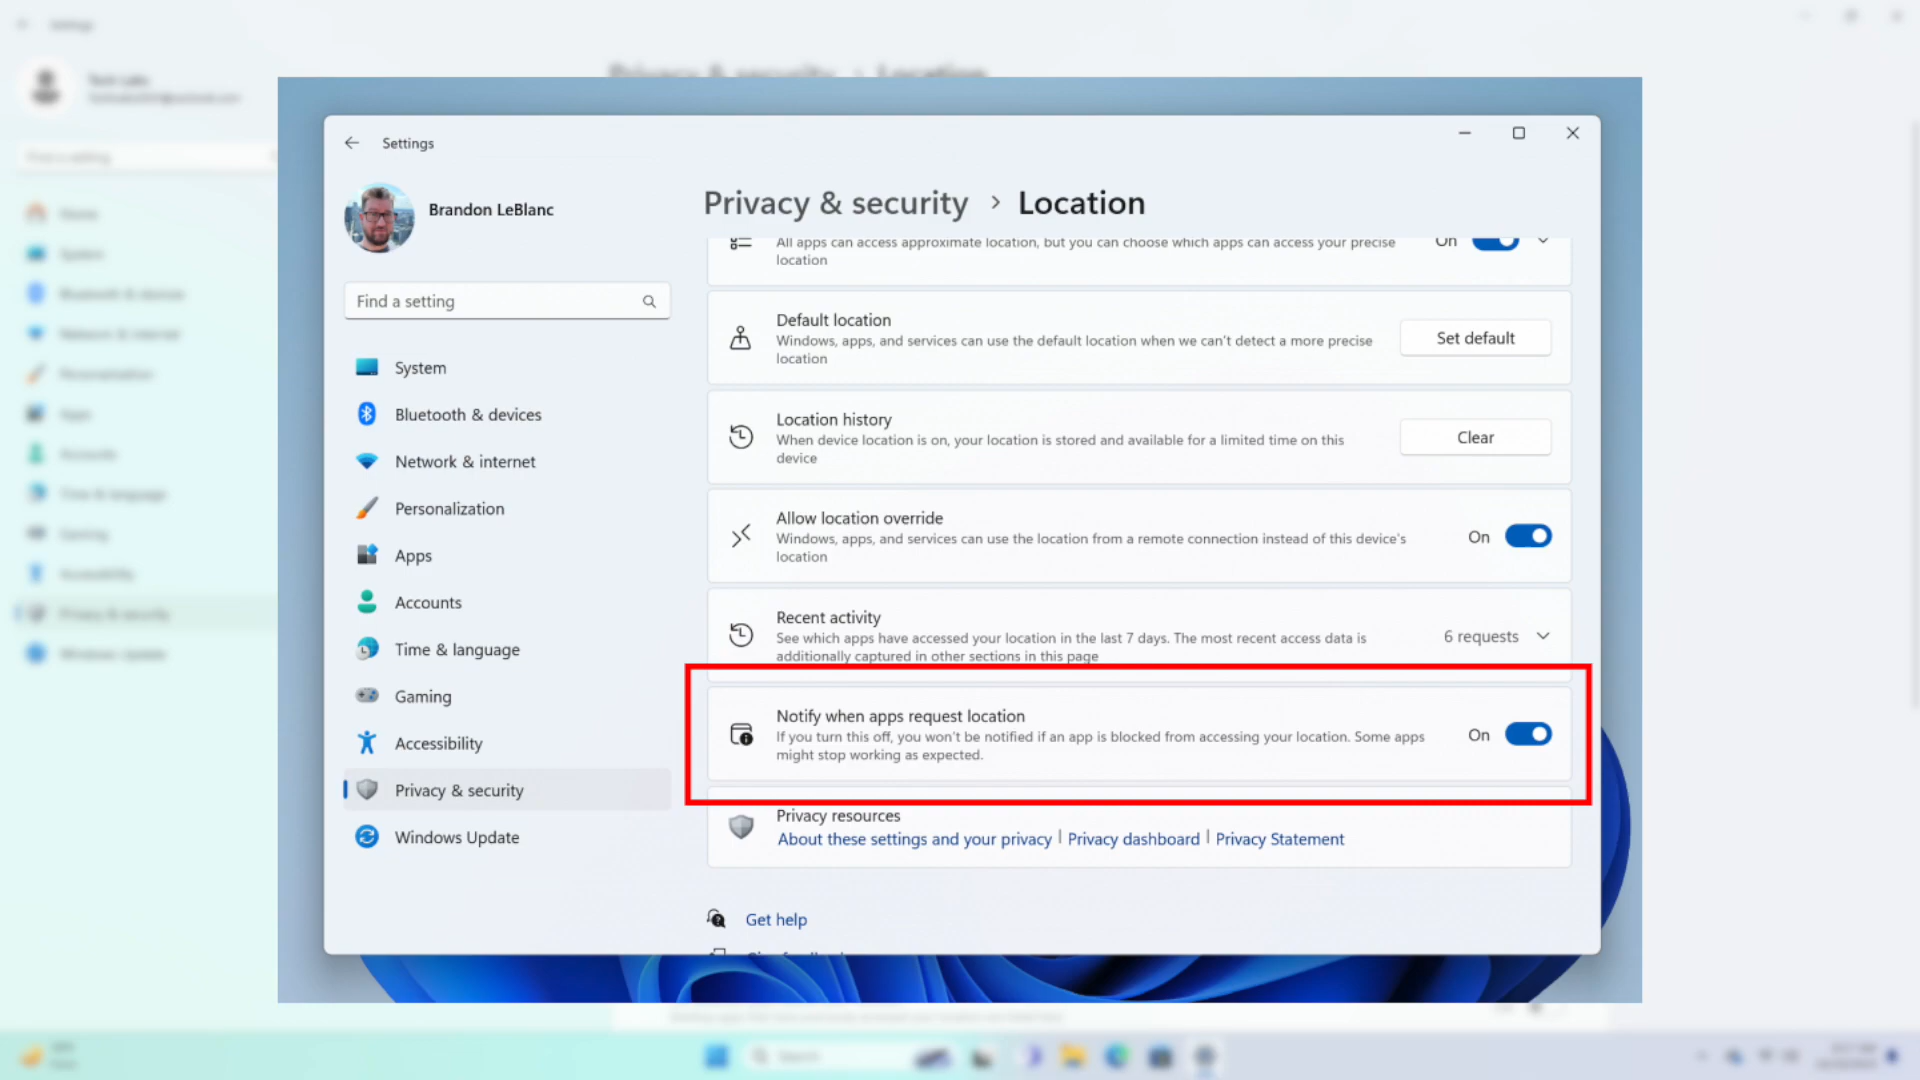 Settings
Brandon LeBlanc
Find a setting
System
Bluetooth & devices
Network & internet
Personalization
Apps
Accounts
Time & language
Gaming
Accessibility
Privacy & security
Windows Update
Privacy & security > Location
All apps can access approximate location, but you can choose which apps can access your precise
location
On
Default location
Windows, apps, and services can use the default location when we can't detect a more precise
location
Set default
Location history
When device location is on, your location is stored and available for a limited time on this
device
Clear
Allow location override
Windows, apps, and services can use the location from a remote connection instead of this device's
location
On
Recent activity
See which apps have accessed your location in the last 7 days. The most recent access data is
additionally captured in other sections in this page
6 requests
Notify when apps request location
If you turn this off, you won't be notified if an app is blocked from accessing your location. Some apps
might stop working as expected.
On
Privacy resources
About these settings and your privacy | Privacy dashboard | Privacy Statement
Get help